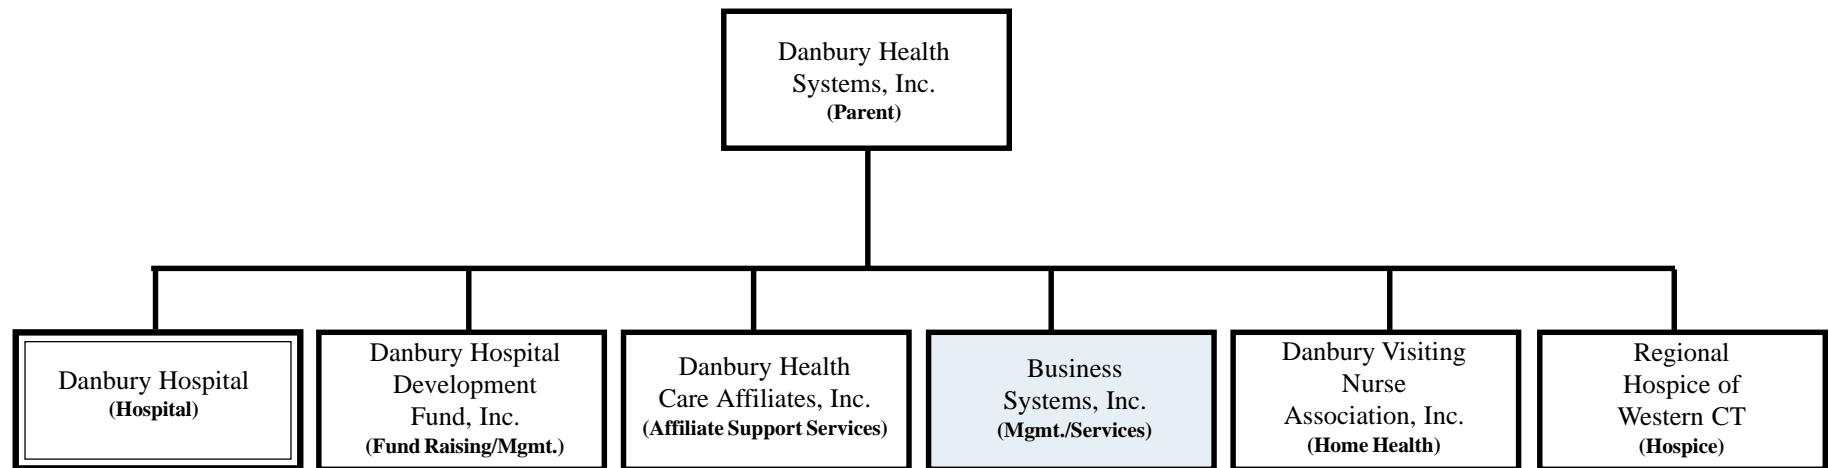 Danbury Health
Systems, Inc.
(Parent)
Danbury Hospital
(Hospital)
Danbury Hospital
Development
Fund, Inc.
(Fund Raising/Mgmt.)
Danbury Health
Care Affiliates, Inc.
(Affiliate Support Services)
Business
Systems, Inc.
(Mgmt./Services)
Danbury Visiting
Nurse
Association, Inc.
(Home Health)
Regional
Hospice of
Western CT
(Hospice)